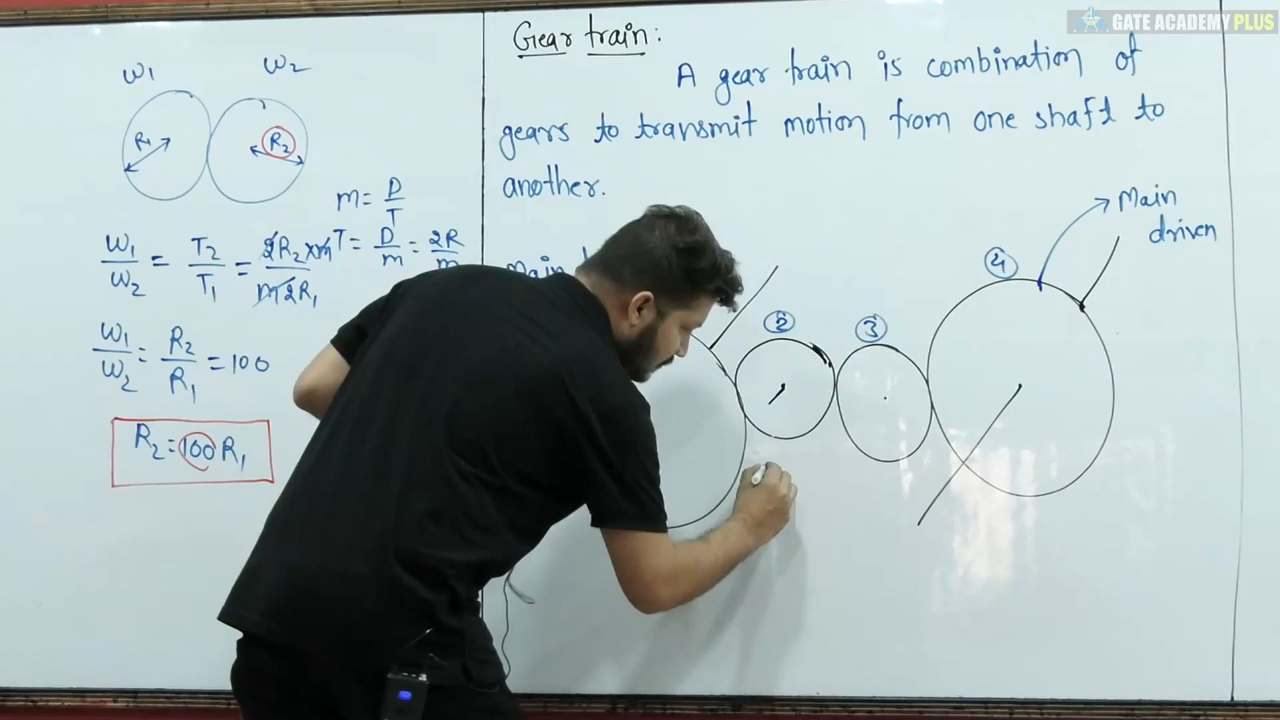 GATE ACADEMY PLUS
ω1 ω2
R1 R2
m = D/T
ω1/ω2 = T2/T1 = 2R2 × m / m 2R1
T = D/m = 2R/m
ω1/ω2 = R2/R1 = 100
R2 = 100 R1
Gear train:
A gear train is combination of
gears to transmit motion from one shaft to
another.
Main
driven
Main
② ③ ④